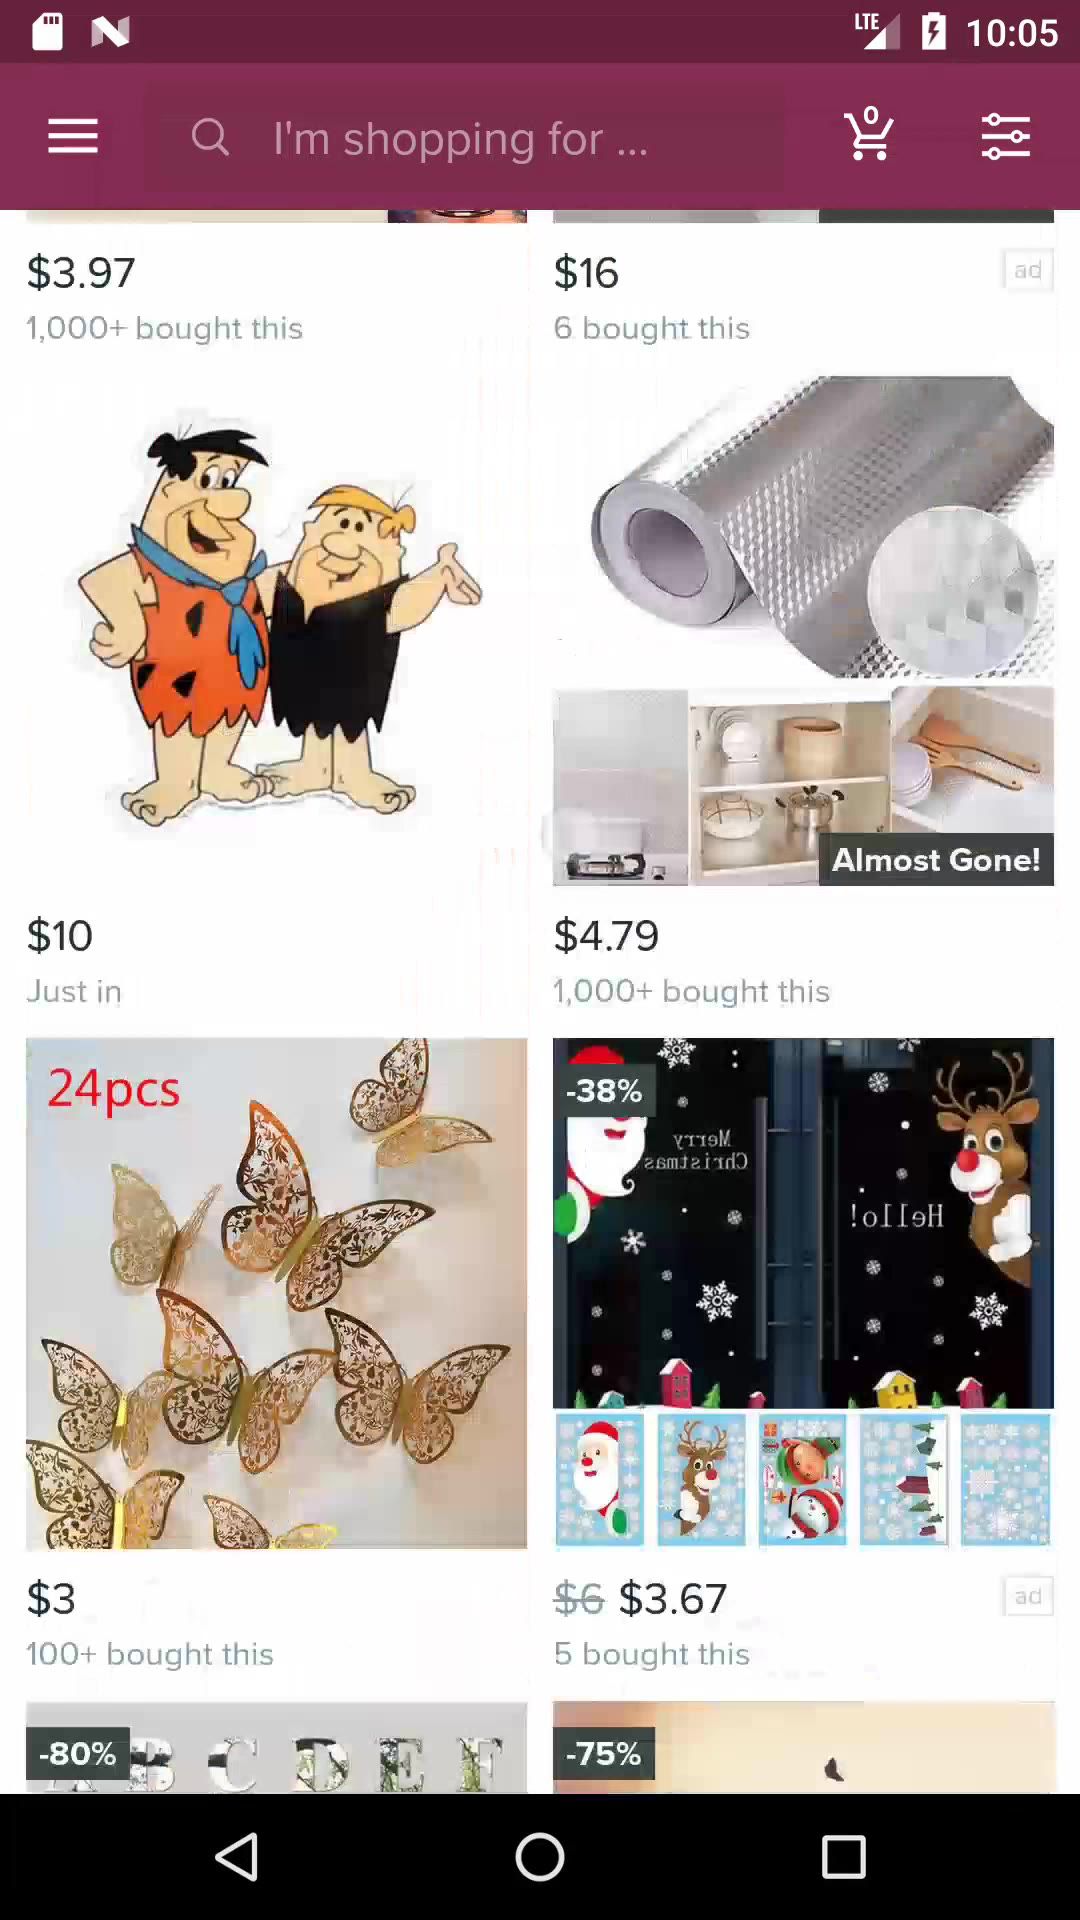 LTE 10:05
I'm shopping for ...
0
$3.97
1,000+ bought this
$16
ad
6 bought this
Almost Gone!
$10
Just in
$4.79
1,000+ bought this
24pcs
-38%
Merry
Christmas
Hello!
$3
100+ bought this
$6 $3.67
ad
5 bought this
-80%
B C D E F
-75%